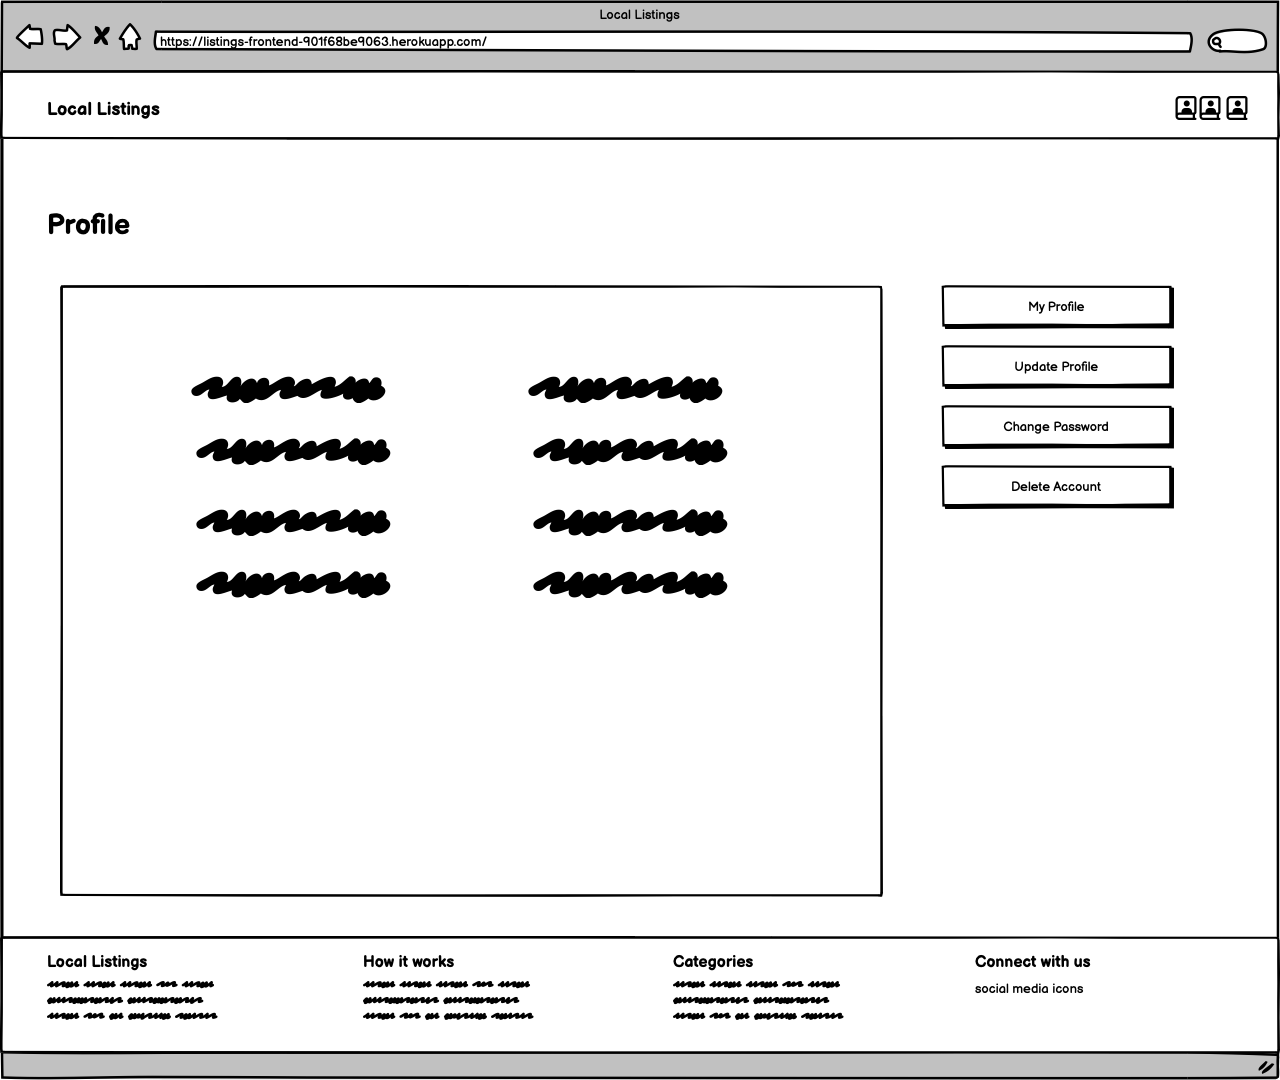 Local Listings
https://listings-frontend-901f68be9063.herokuapp.com/
Local Listings
Profile
My Profile
Update Profile
Change Password
Delete Account
Local Listings
How it works
Categories
Connect with us
social media icons